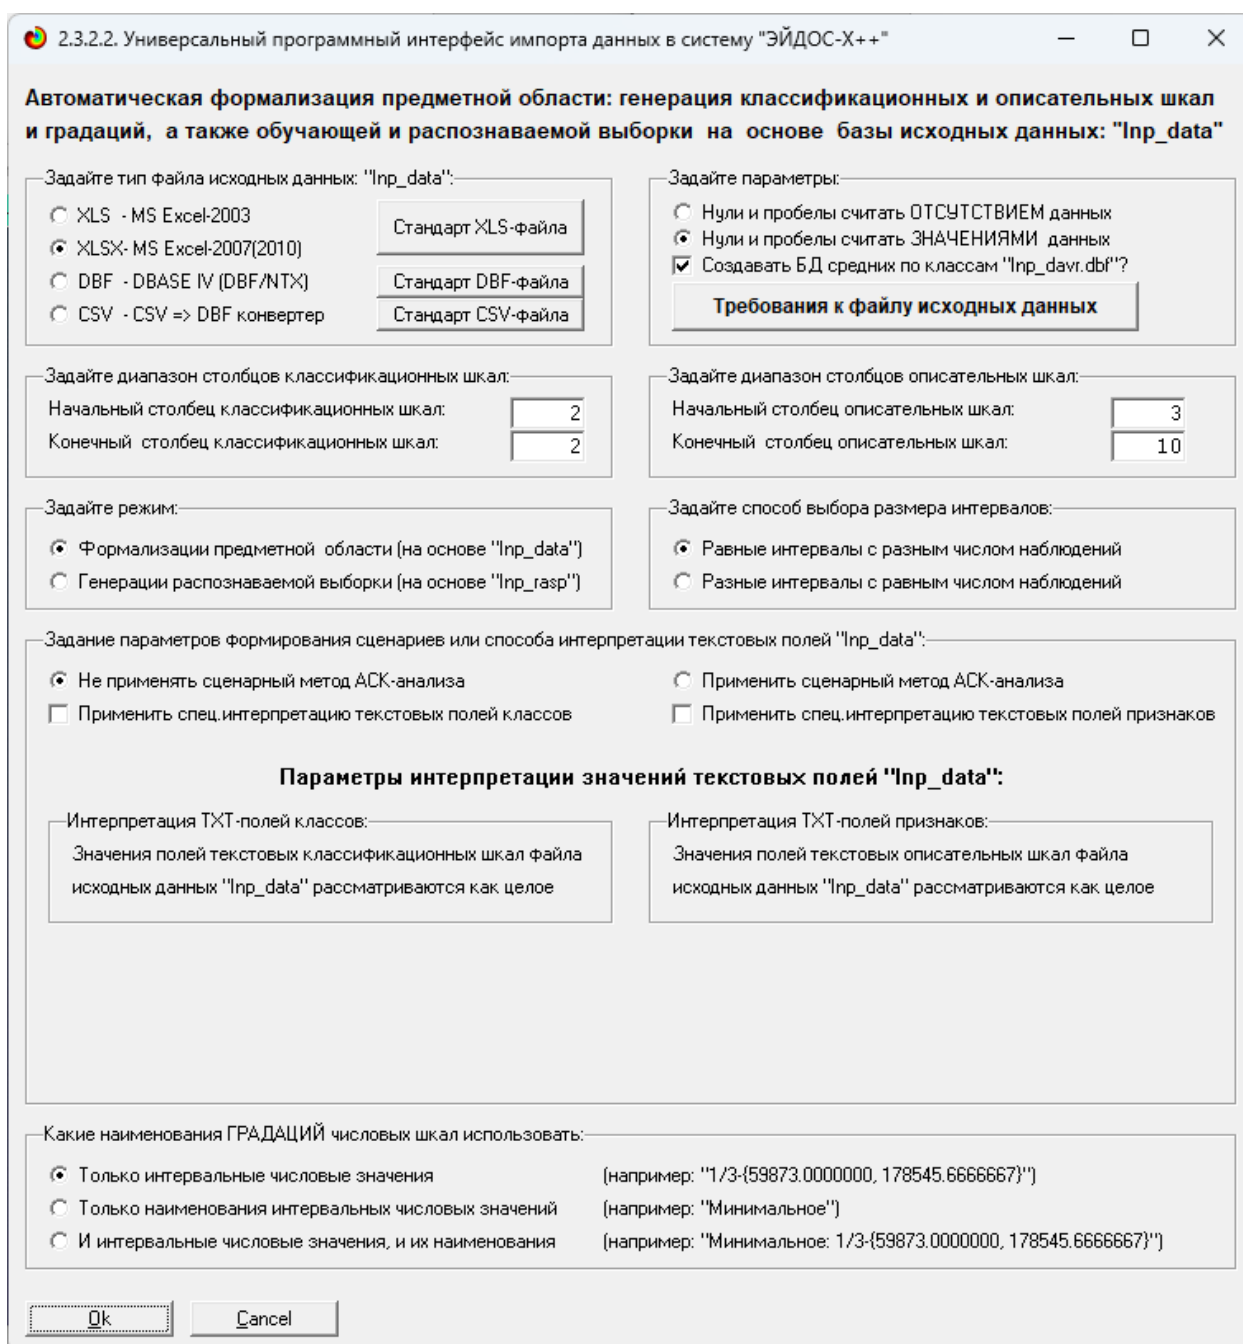 2.3.2.2. Универсальный программный интерфейс импорта данных в систему "ЭЙДОС-X++"
Автоматическая формализация предметной области: генерация классификационных и описательных шкал
и градаций, а также обучающей и распознаваемой выборки на основе базы исходных данных: "Inp_data"
Задайте тип файла исходных данных: "Inp_data":
XLS - MS Excel-2003
XLSX- MS Excel-2007(2010)
DBF - DBASE IV (DBF/NTX)
CSV - CSV => DBF конвертер
Стандарт XLS-файла
Стандарт DBF-файла
Стандарт CSV-файла
Задайте параметры:
Нули и пробелы считать ОТСУТСТВИЕМ данных
Нули и пробелы считать ЗНАЧЕНИЯМИ данных
Создавать БД средних по классам "Inp_davr.dbf"?
Требования к файлу исходных данных
Задайте диапазон столбцов классификационных шкал:
Начальный столбец классификационных шкал: 2
Конечный столбец классификационных шкал: 2
Задайте диапазон столбцов описательных шкал:
Начальный столбец описательных шкал: 3
Конечный столбец описательных шкал: 10
Задайте режим:
Формализации предметной области (на основе "Inp_data")
Генерации распознаваемой выборки (на основе "Inp_rasp")
Задайте способ выбора размера интервалов:
Равные интервалы с разным числом наблюдений
Разные интервалы с равным числом наблюдений
Задание параметров формирования сценариев или способа интерпретации текстовых полей "Inp_data":
Не применять сценарный метод АСК-анализа
Применить сценарный метод АСК-анализа
Применить спец.интерпретацию текстовых полей классов
Применить спец.интерпретацию текстовых полей признаков
Параметры интерпретации значений текстовых полей "Inp_data":
Интерпретация TXT-полей классов:
Значения полей текстовых классификационных шкал файла
исходных данных "Inp_data" рассматриваются как целое
Интерпретация TXT-полей признаков:
Значения полей текстовых описательных шкал файла
исходных данных "Inp_data" рассматриваются как целое
Какие наименования ГРАДАЦИЙ числовых шкал использовать:
Только интервальные числовые значения (например: "1/3-{59873.0000000, 178545.6666667}")
Только наименования интервальных числовых значений (например: "Минимальное")
И интервальные числовые значения, и их наименования (например: "Минимальное: 1/3-{59873.0000000, 178545.6666667}")
Ok
Cancel